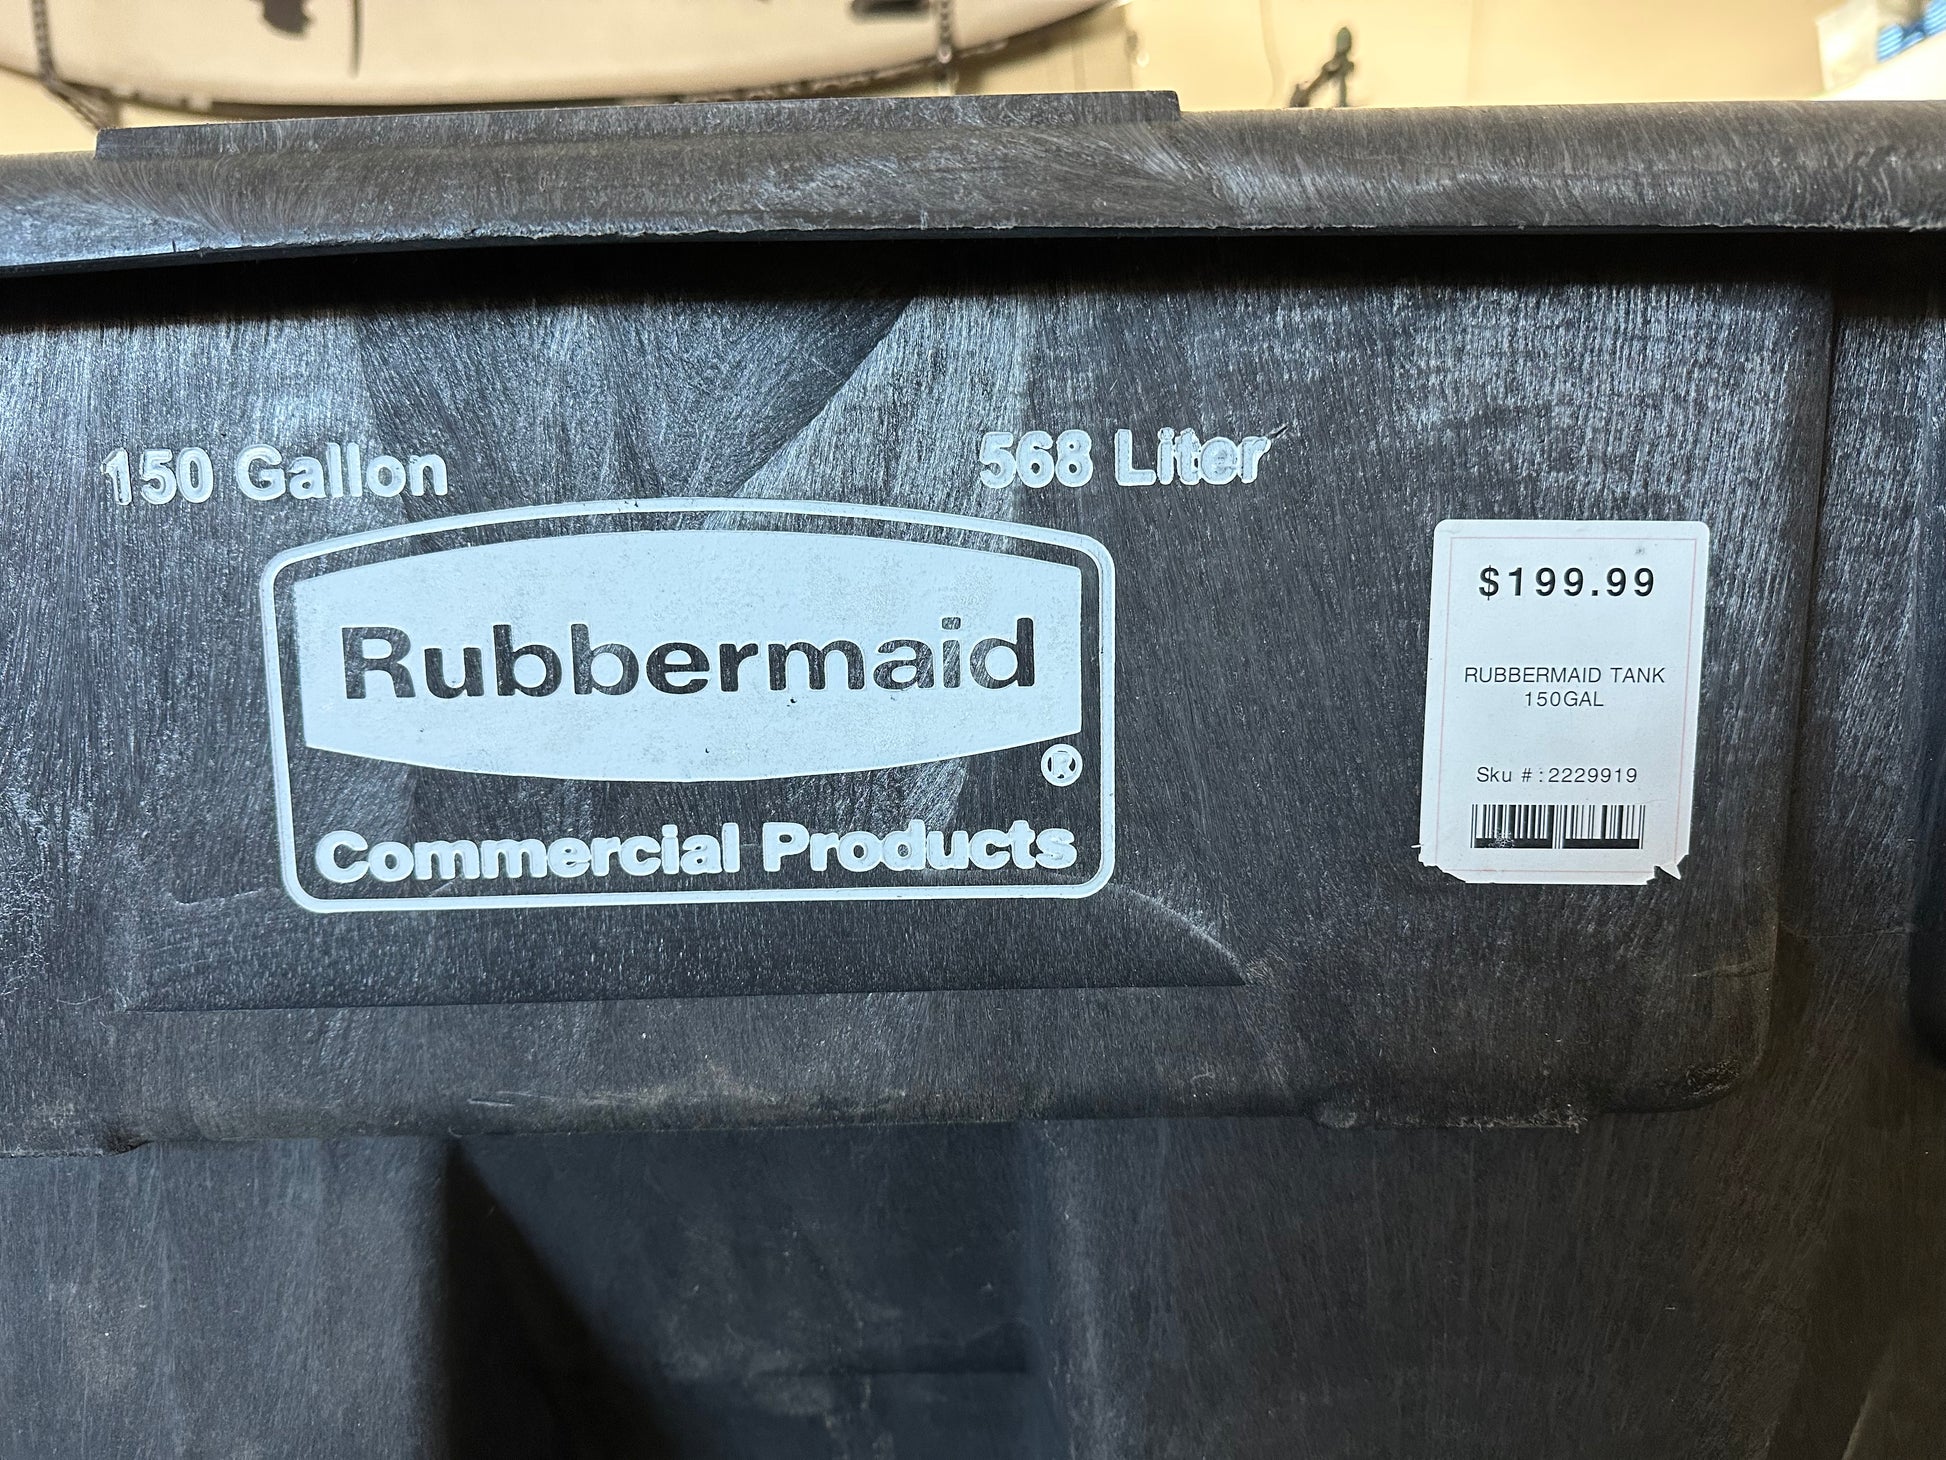 150 Gallon
568 Liter
Rubbermaid
®
Commercial Products
$199.99
RUBBERMAID TANK
150GAL
Sku # : 2229919